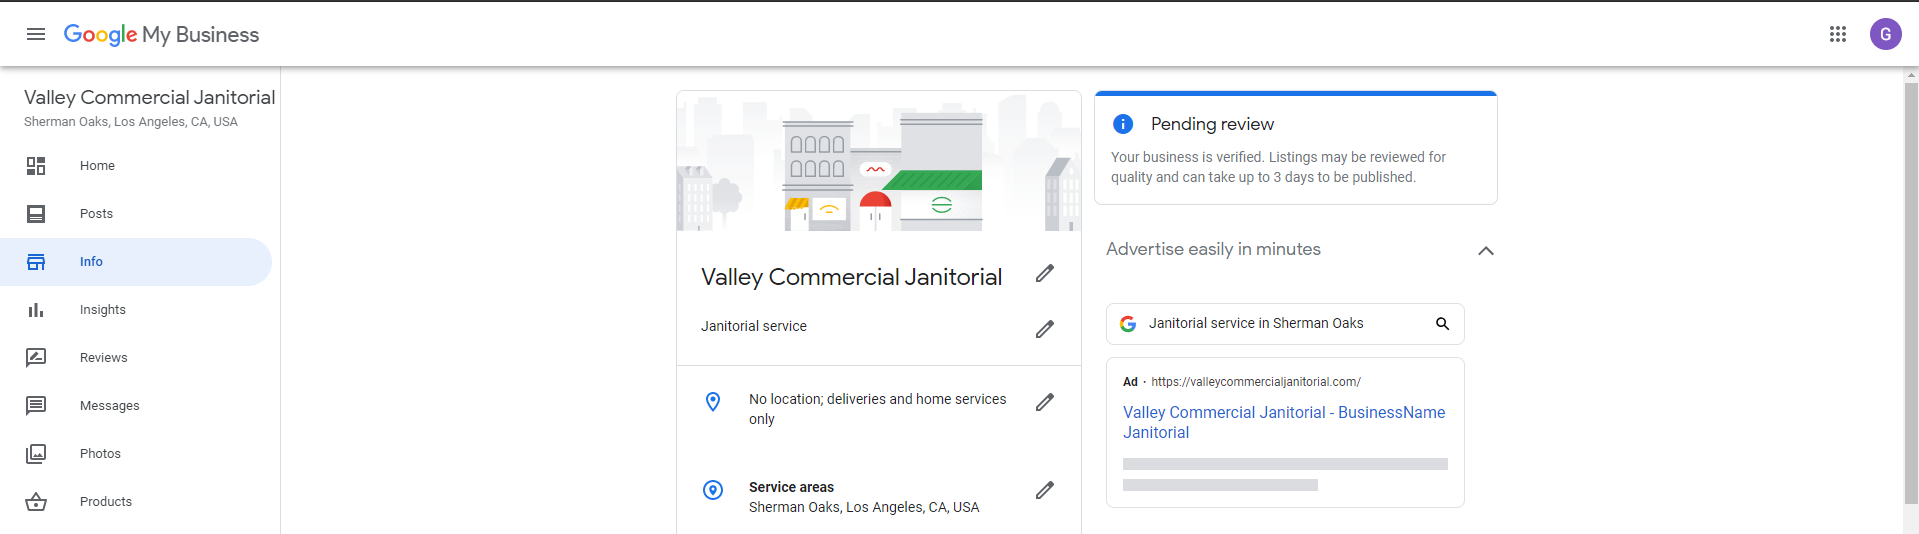 Google My Business
G
Valley Commercial Janitorial
Sherman Oaks, Los Angeles, CA, USA
Home
Posts
Info
Insights
Reviews
Messages
Photos
Products
Valley Commercial Janitorial
Janitorial service
No location; deliveries and home services
only
Service areas
Sherman Oaks, Los Angeles, CA, USA
Pending review
Your business is verified. Listings may be reviewed for
quality and can take up to 3 days to be published.
Advertise easily in minutes
Janitorial service in Sherman Oaks
Ad · https://valleycommercialjanitorial.com/
Valley Commercial Janitorial - BusinessName
Janitorial